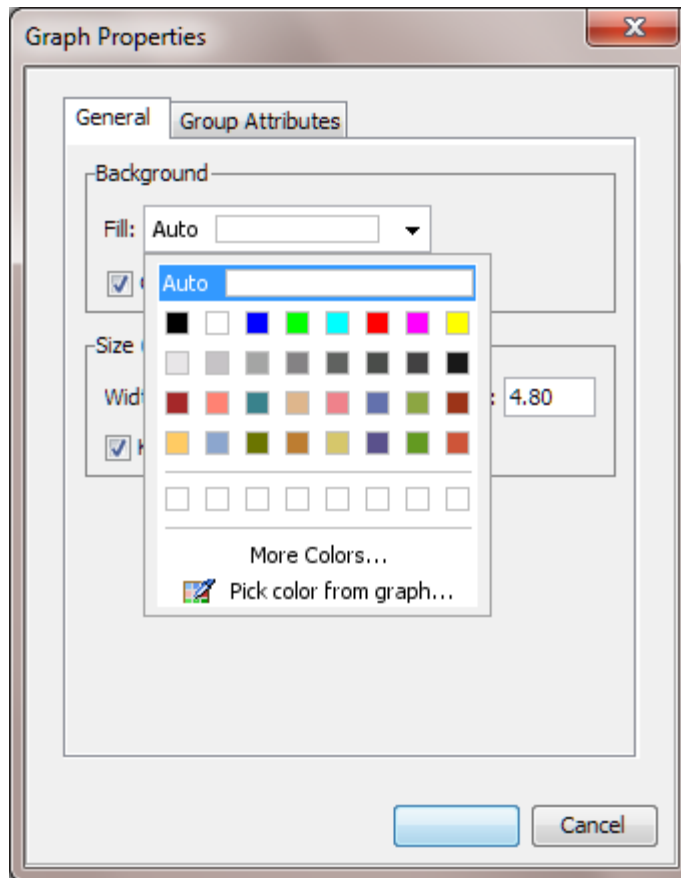 Graph Properties
General Group Attributes
Background
Fill: Auto
Auto
Size
: 4.80
More Colors...
Pick color from graph...
Cancel